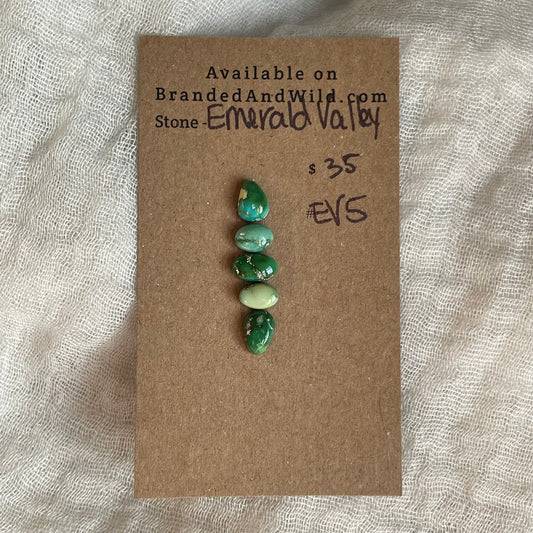 Available on
BrandedAndWild.com
Stone - Emerald Valley
$ 35
#EV5